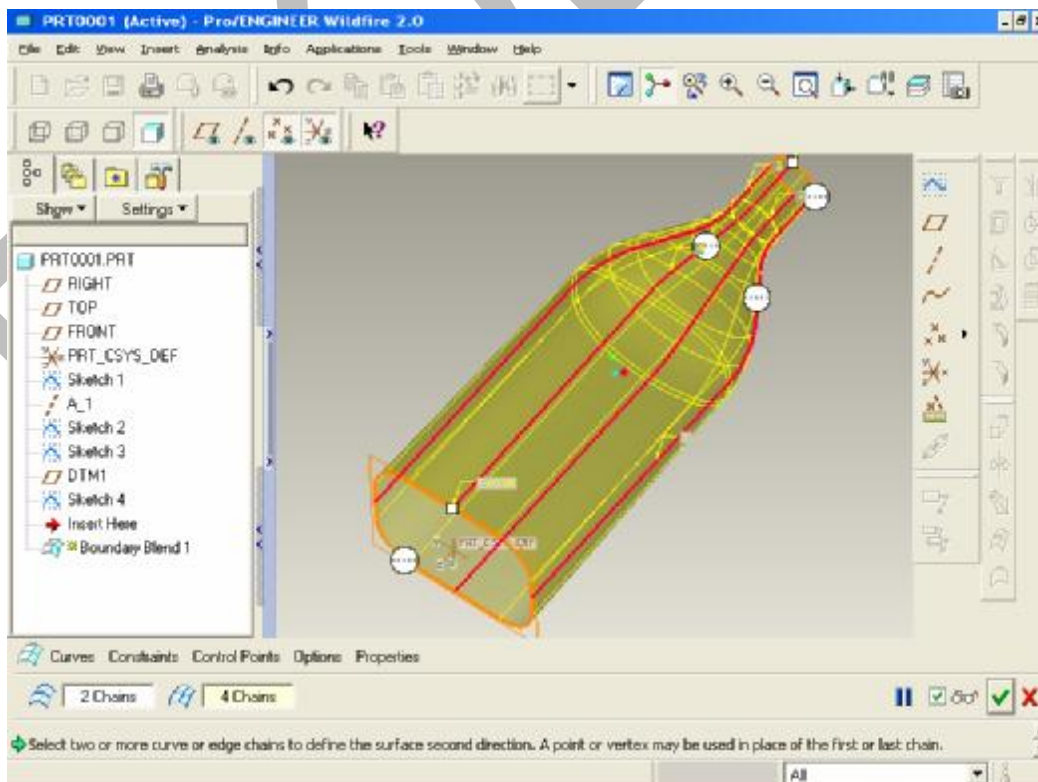 PRT0001 (Active) - Pro/ENGINEER Wildfire 2.0
File Edit View Insert Analysis Info Applications Tools Window Help
Show Settings
PRT0001.PRT
RIGHT
TOP
FRONT
PRT_CSYS_DEF
Sketch 1
A_1
Sketch 2
Sketch 3
DTM1
Sketch 4
Insert Here
Boundary Blend 1
PRT_CSYS_DEF
Curves Constraints Control Points Options Properties
2 Chains 4 Chains
Select two or more curve or edge chains to define the surface second direction. A point or vertex may be used in place of the first or last chain.
All